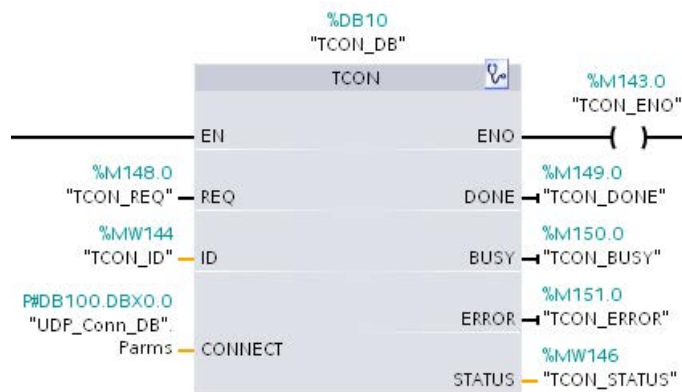 %DB10
"TCON_DB"
TCON
%M143.0
"TCON_ENO"
EN
ENO
%M148.0
"TCON_REQ"
REQ
%M149.0
DONE
"TCON_DONE"
%MW144
"TCON_ID"
ID
%M150.0
BUSY
"TCON_BUSY"
P#DB100.DBX0.0
"UDP_Conn_DB".
Parms
CONNECT
%M151.0
ERROR
"TCON_ERROR"
%MW146
STATUS
"TCON_STATUS"